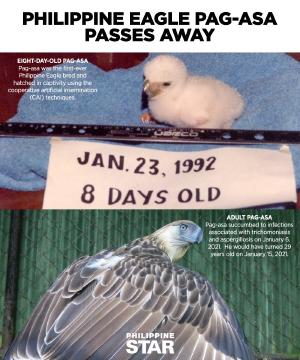 PHILIPPINE EAGLE PAG-ASA
PASSES AWAY
EIGHT-DAY-OLD PAG-ASA
Pag-asa was the first-ever
Philippine Eagle bred and
hatched in captivity using the
cooperative artificial insemination
(CAI) techniques.
JAN. 23, 1992
8 DAYS OLD
ADULT PAG-ASA
Pag-asa succumbed to infections
associated with trichomoniasis
and aspergillosis on January 6,
2021. He would have turned 29
years old on January 15, 2021.
PHILIPPINE
STAR